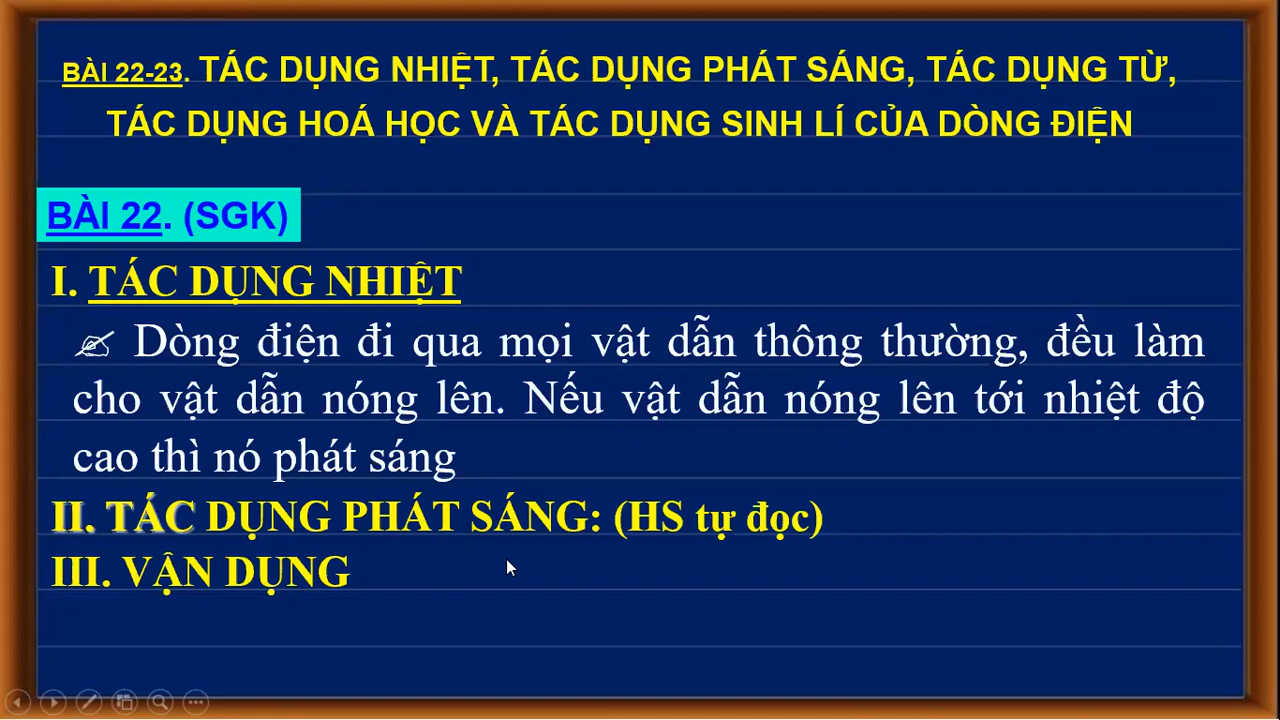 BÀI 22-23. TÁC DỤNG NHIỆT, TÁC DỤNG PHÁT SÁNG, TÁC DỤNG TỪ,
TÁC DỤNG HOÁ HỌC VÀ TÁC DỤNG SINH LÍ CỦA DÒNG ĐIỆN
BÀI 22. (SGK)
I. TÁC DỤNG NHIỆT
Dòng điện đi qua mọi vật dẫn thông thường, đều làm
cho vật dẫn nóng lên. Nếu vật dẫn nóng lên tới nhiệt độ
cao thì nó phát sáng
II. TÁC DỤNG PHÁT SÁNG: (HS tự đọc)
III. VẬN DỤNG